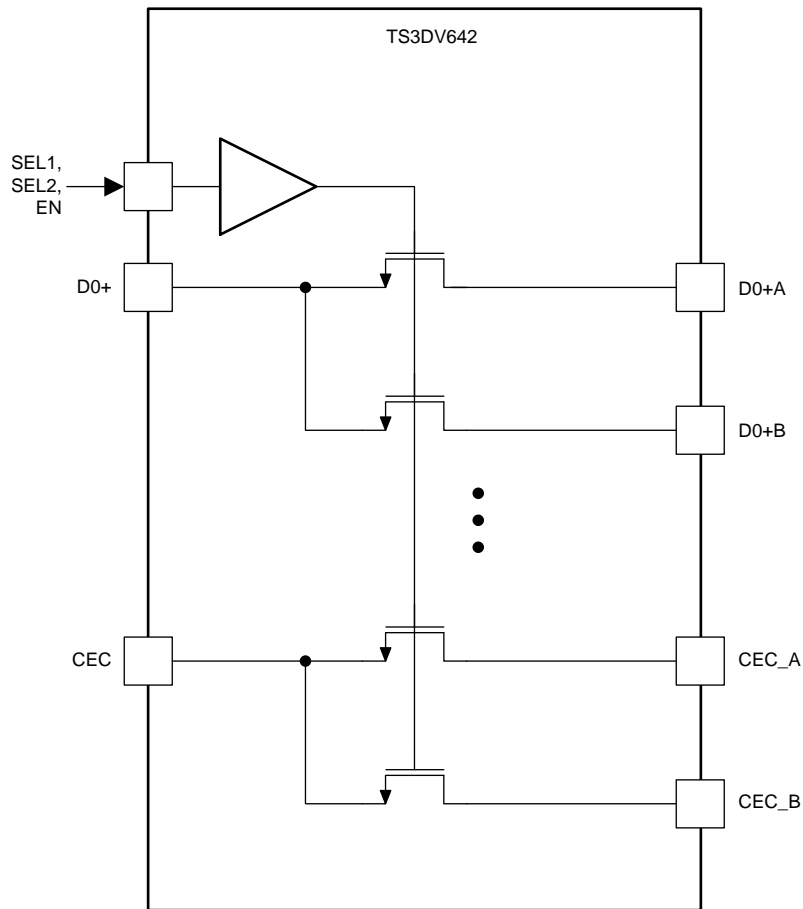 TS3DV642
SEL1,
SEL2,
EN
D0+
D0+A
D0+B
CEC
CEC_A
CEC_B